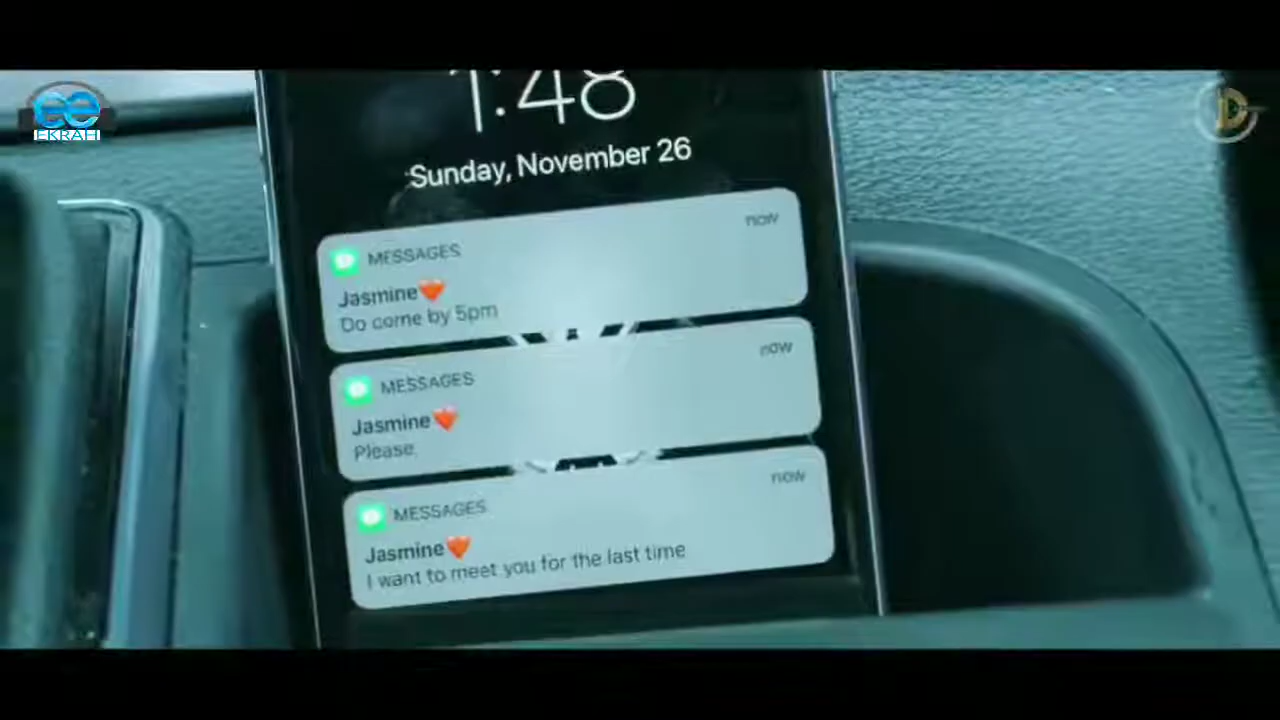 EKRAH
1:48
Sunday, November 26
MESSAGES
now
Jasmine❤️
Do come by 5pm
MESSAGES
now
Jasmine❤️
Please
MESSAGES
now
Jasmine❤️
I want to meet you for the last time